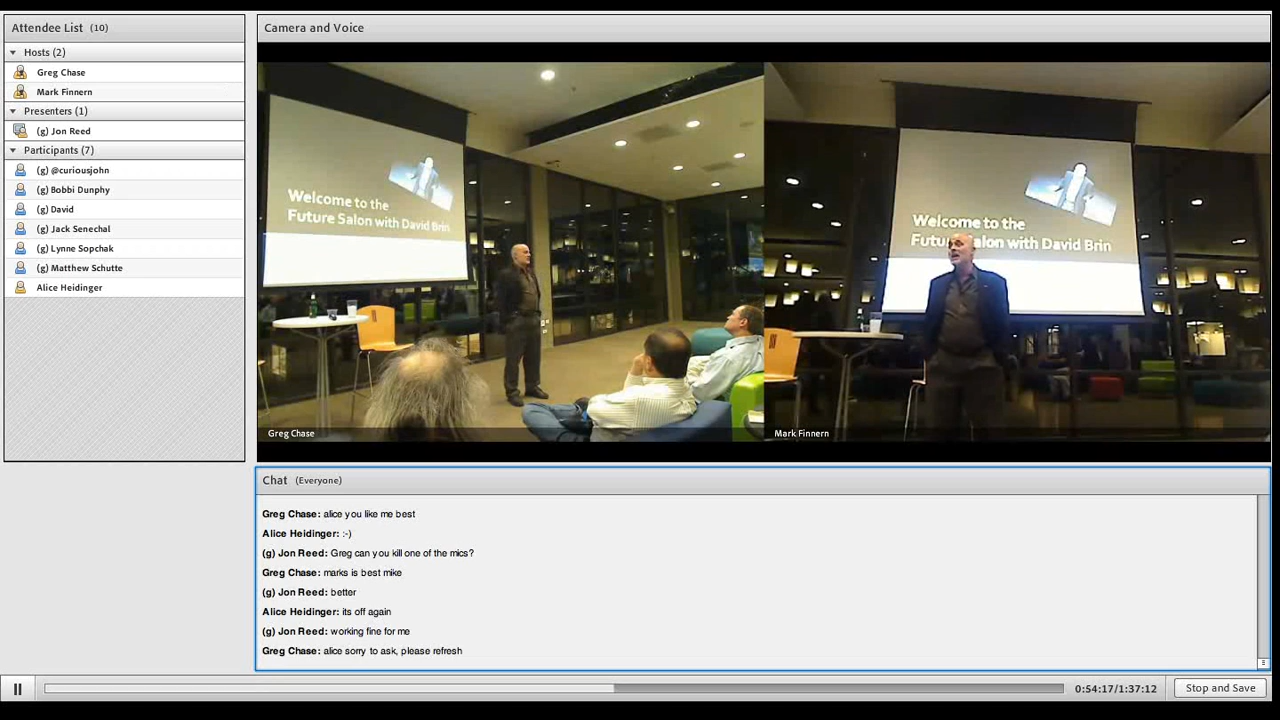 Attendee List (10)
Hosts (2)
Greg Chase
Mark Finnern
Presenters (1)
(g) Jon Reed
Participants (7)
(g) @curiousjohn
(g) Bobbi Dunphy
(g) David
(g) Jack Senechal
(g) Lynne Sopchak
(g) Matthew Schutte
Alice Heidinger
Camera and Voice
Welcome to the
Future Salon with David Brin
Greg Chase
Welcome to the
Future Salon with David Brin
Mark Finnern
Chat (Everyone)
Greg Chase: alice you like me best
Alice Heidinger: :-)
(g) Jon Reed: Greg can you kill one of the mics?
Greg Chase: marks is best mike
(g) Jon Reed: better
Alice Heidinger: its off again
(g) Jon Reed: working fine for me
Greg Chase: alice sorry to ask, please refresh
0:54:17/1:37:12
Stop and Save